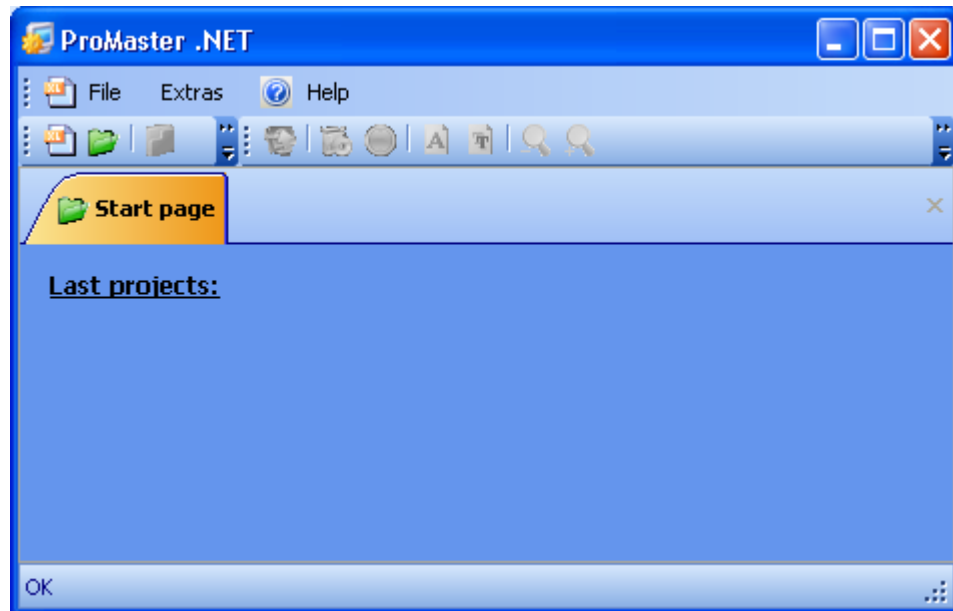 ProMaster .NET
File Extras Help
Start page
Last projects:
OK